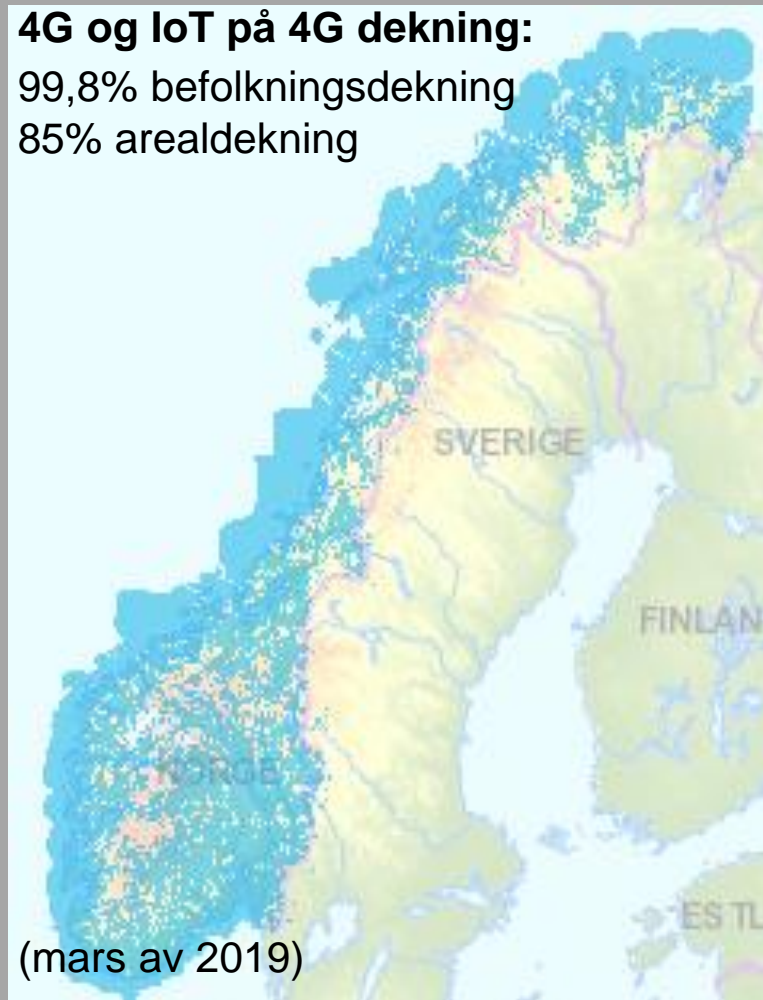 4G og IoT på 4G dekning:
99,8% befolkningsdekning
85% arealdekning
SVERIGE
FINLAN
NORGE
ESTL
(mars av 2019)